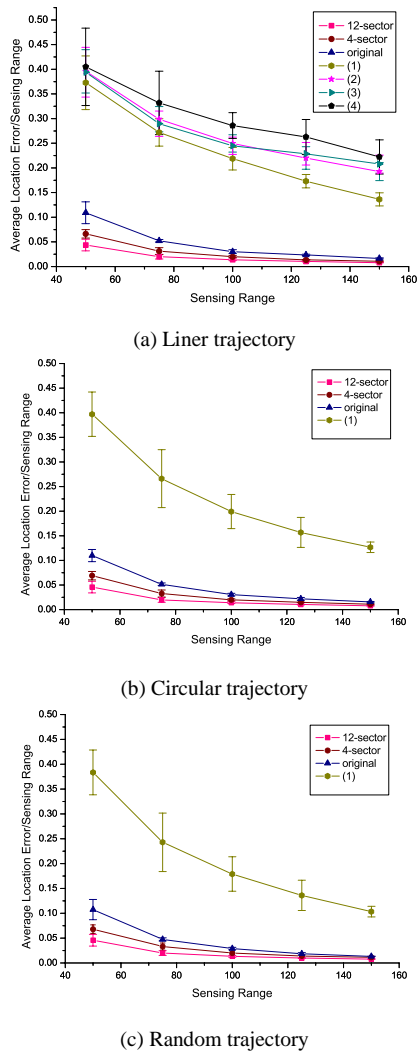 0.50
0.45
0.40
0.35
0.30
0.25
0.20
0.15
0.10
0.05
0.00
Average Location Error/Sensing Range
12-sector
4-sector
original
(1)
(2)
(3)
(4)
40 60 80 100 120 140 160
Sensing Range
(a) Liner trajectory
0.50
0.45
0.40
0.35
0.30
0.25
0.20
0.15
0.10
0.05
0.00
Average Location Error/Sensing Range
12-sector
4-sector
original
(1)
40 60 80 100 120 140 160
Sensing Range
(b) Circular trajectory
0.50
0.45
0.40
0.35
0.30
0.25
0.20
0.15
0.10
0.05
0.00
Average Location Error/Sensing Range
12-sector
4-sector
original
(1)
40 60 80 100 120 140 160
Sensing Range
(c) Random trajectory